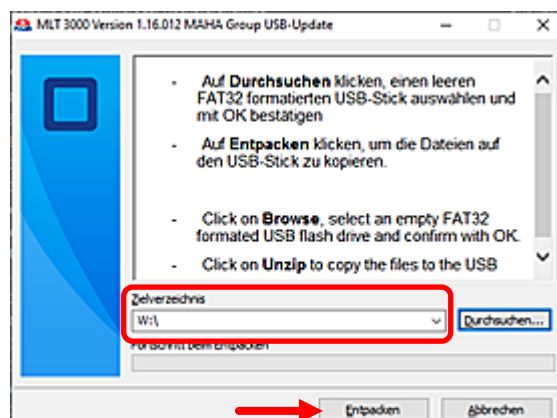 MLT 3000 Version 1.16.012 MAHA Group USB-Update
- Auf Durchsuchen klicken, einen leeren
FAT32 formatierten USB-Stick auswählen und
mit OK bestätigen
- Auf Entpacken klicken, um die Dateien auf
den USB-Stick zu kopieren.
- Click on Browse, select an empty FAT32
formated USB flash drive and confirm with OK.
- Click on Unzip to copy the files to the USB
Zielverzeichnis
W:\
Durchsuchen...
Fortschritt beim Entpacken
Entpacken
Abbrechen